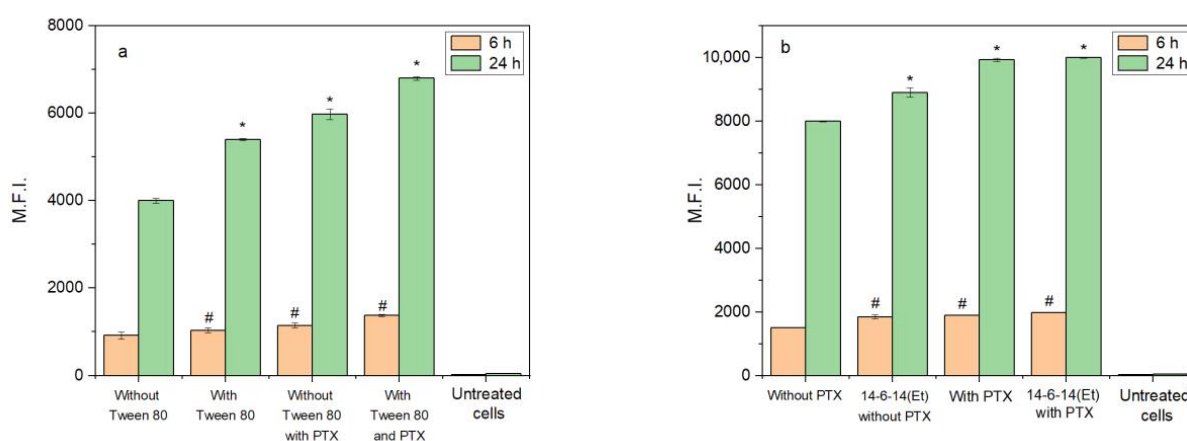 a
6 h
24 h
M.F.I.
8000
6000
4000
2000
0
*
*
*
#
#
#
Without
Tween 80
With
Tween 80
Without
Tween 80
with PTX
With
Tween 80
and PTX
Untreated
cells
b
6 h
24 h
M.F.I.
10,000
8000
6000
4000
2000
0
*
*
*
#
#
#
Without PTX
14-6-14(Et)
without PTX
With PTX
14-6-14(Et)
with PTX
Untreated
cells